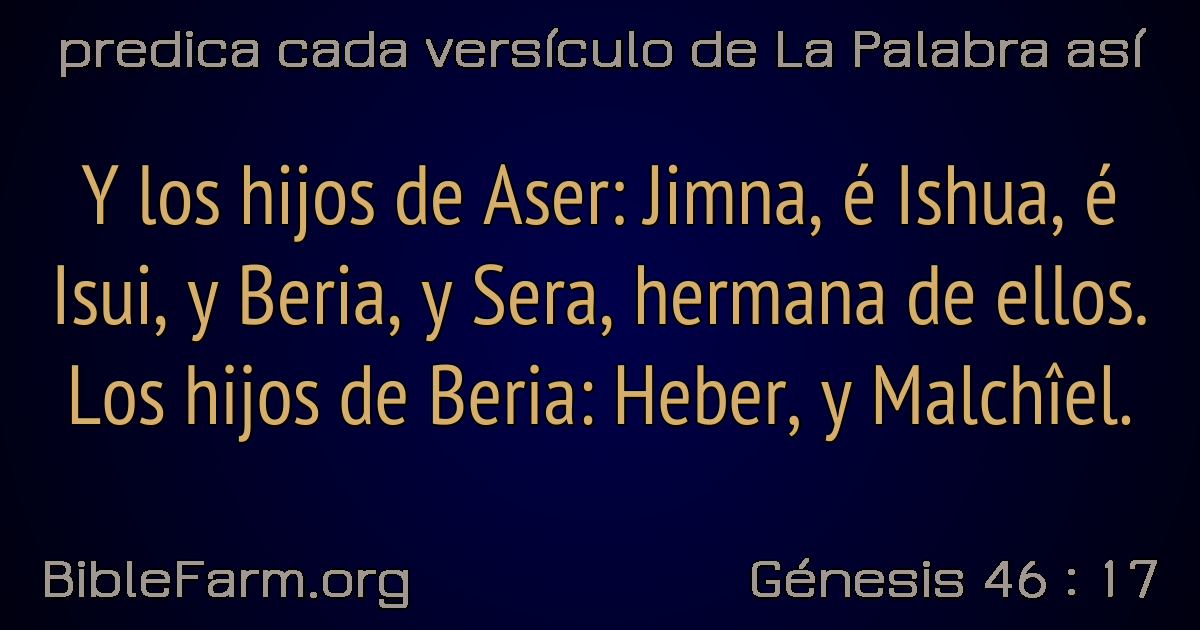 predica cada versículo de La Palabra así
Y los hijos de Aser: Jimna, é Ishua, é
Isui, y Beria, y Sera, hermana de ellos.
Los hijos de Beria: Heber, y Malchîel.
BibleFarm.org
Génesis 46 : 17